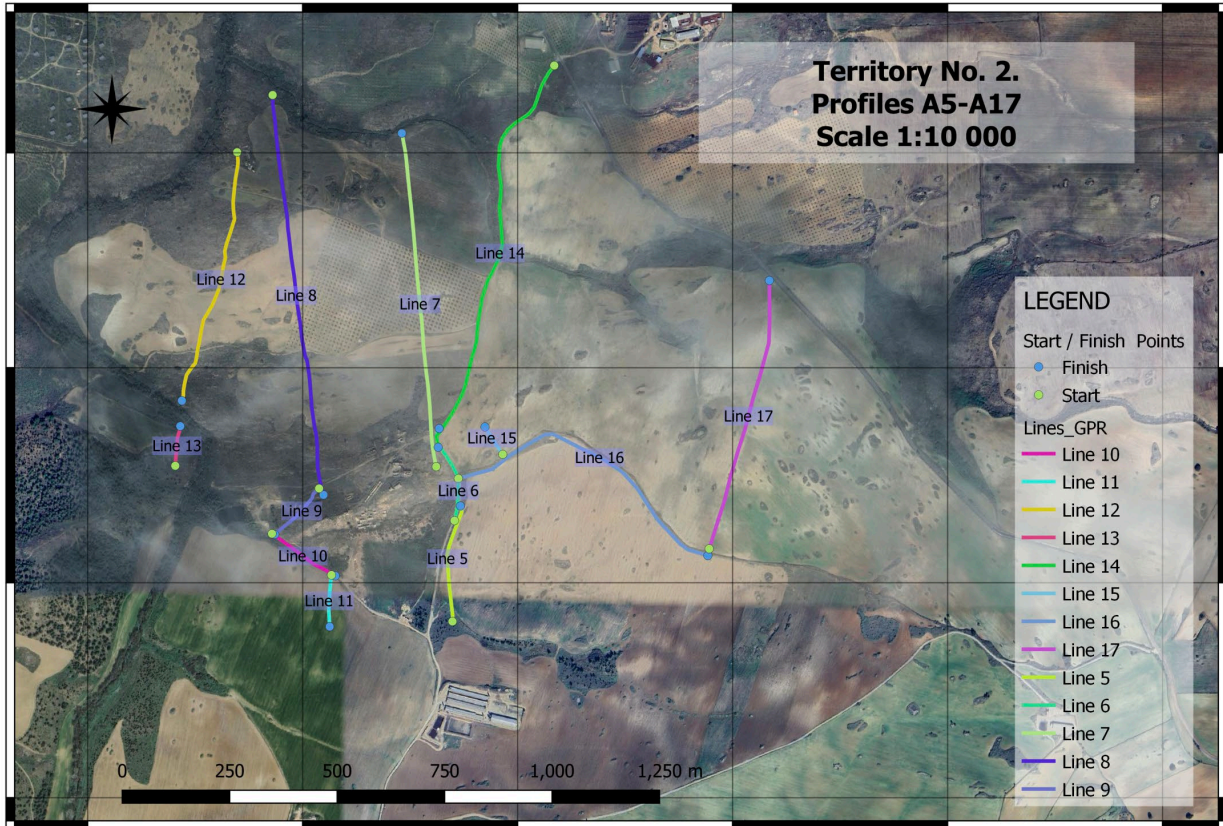 Territory No. 2.
Profiles A5-A17
Scale 1:10 000
Line 14
Line 12
Line 8
Line 7
Line 17
Line 13
Line 15
Line 16
Line 6
Line 9
Line 10
Line 5
Line 11
LEGEND
Start / Finish Points
Finish
Start
Lines_GPR
Line 10
Line 11
Line 12
Line 13
Line 14
Line 15
Line 16
Line 17
Line 5
Line 6
Line 7
Line 8
Line 9
0 250 500 750 1,000 1,250 m